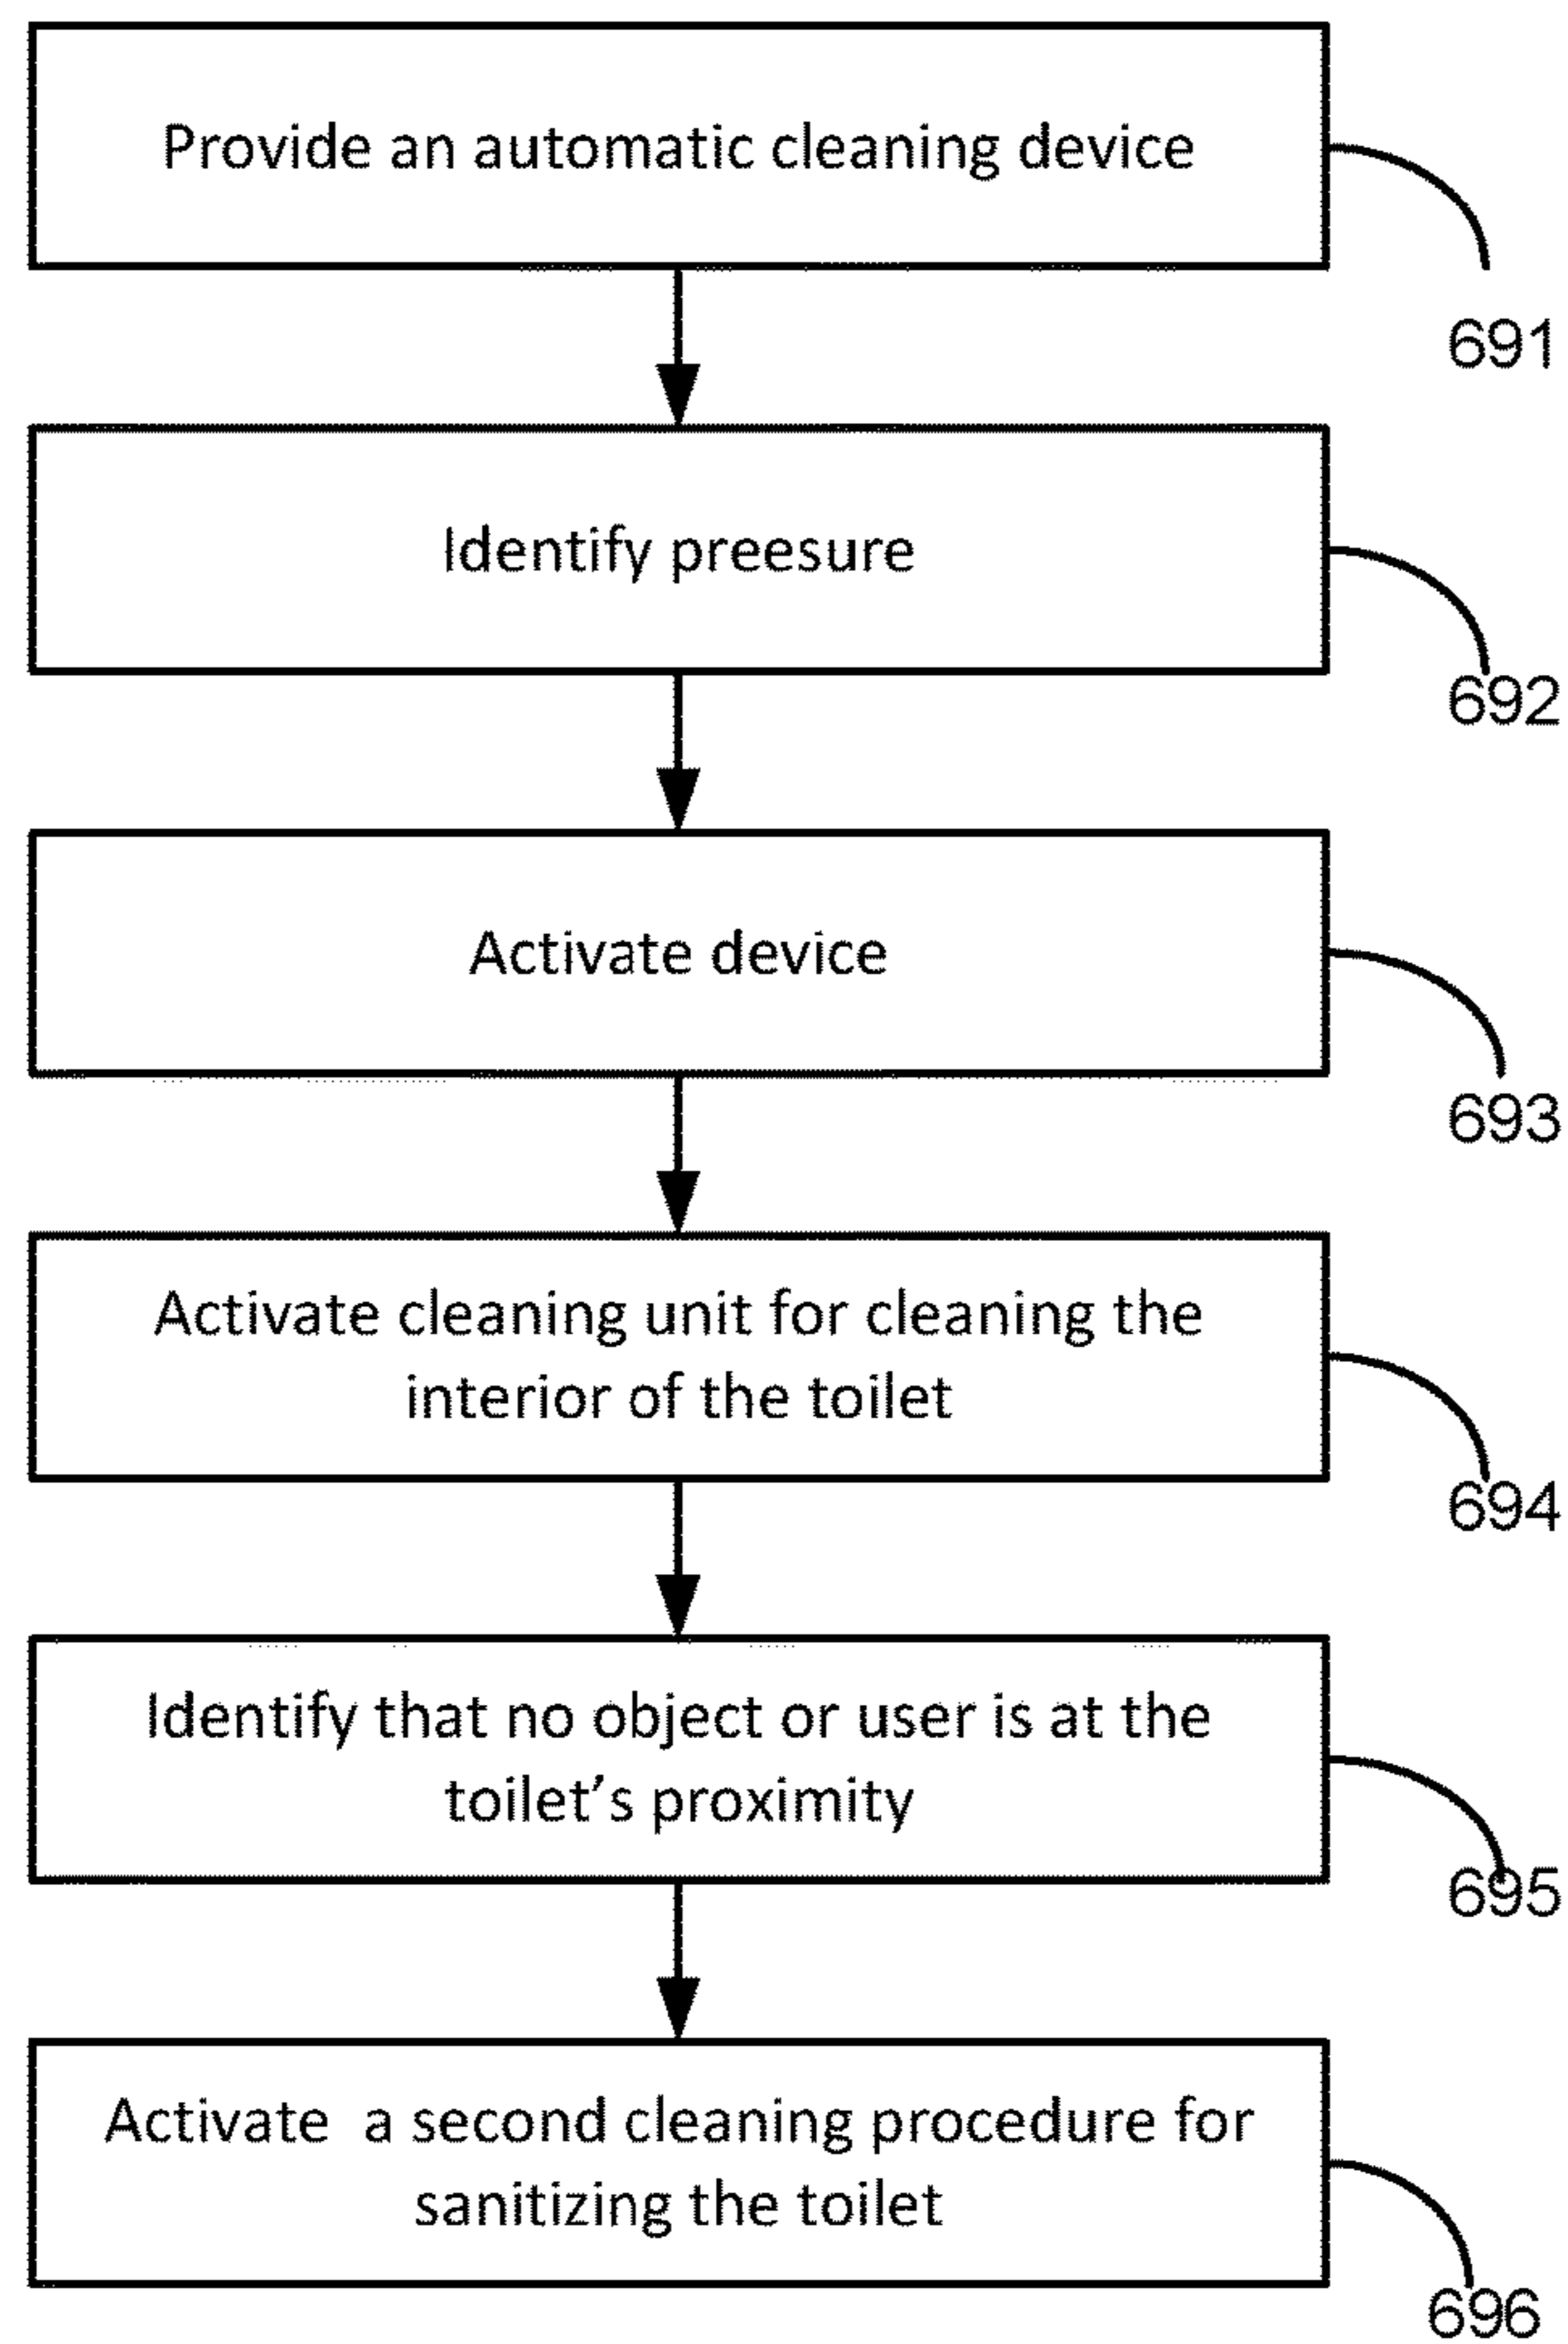 Provide an automatic cleaning device
691
Identify preesure
692
Activate device
693
Activate cleaning unit for cleaning the
interior of the toilet
694
Identify that no object or user is at the
toilet’s proximity
695
Activate a second cleaning procedure for
sanitizing the toilet
696